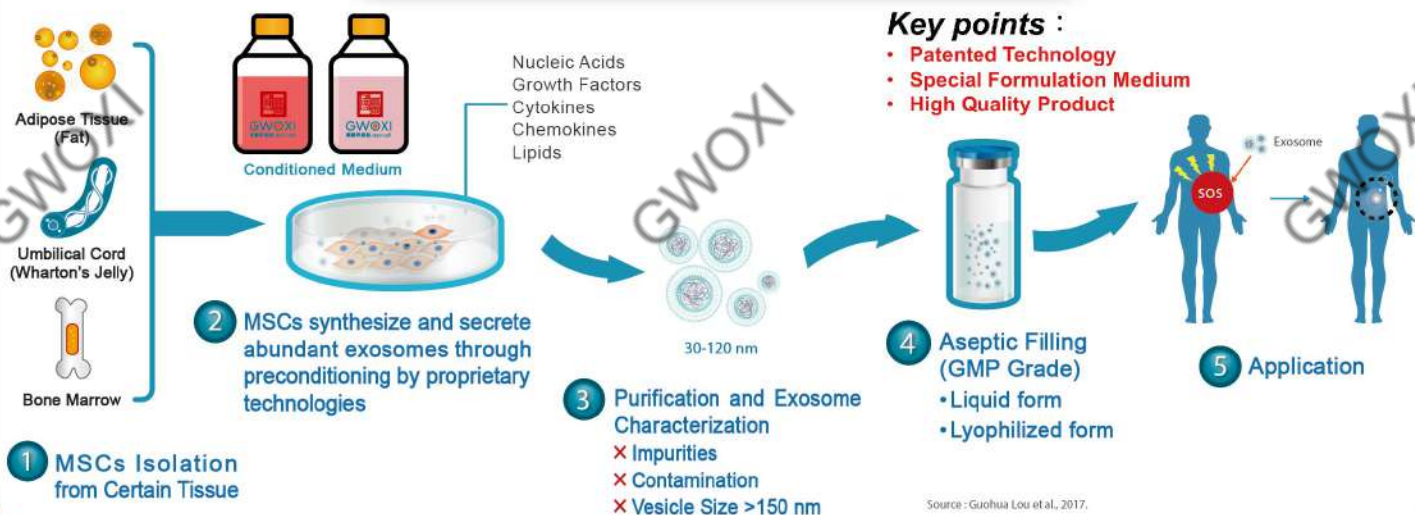 Adipose Tissue
(Fat)
Umbilical Cord
(Wharton's Jelly)
Bone Marrow
1 MSCs Isolation
from Certain Tissue
GWOXI
GWOXI
Conditioned Medium
Nucleic Acids
Growth Factors
Cytokines
Chemokines
Lipids
2 MSCs synthesize and secrete
abundant exosomes through
preconditioning by proprietary
technologies
30-120 nm
3 Purification and Exosome
Characterization
× Impurities
× Contamination
× Vesicle Size >150 nm
Key points：
• Patented Technology
• Special Formulation Medium
• High Quality Product
4 Aseptic Filling
(GMP Grade)
•Liquid form
•Lyophilized form
SOS
Exosome
5 Application
Source : Guohua Lou et al., 2017.
GWOXI
GWOXI
GWOXI